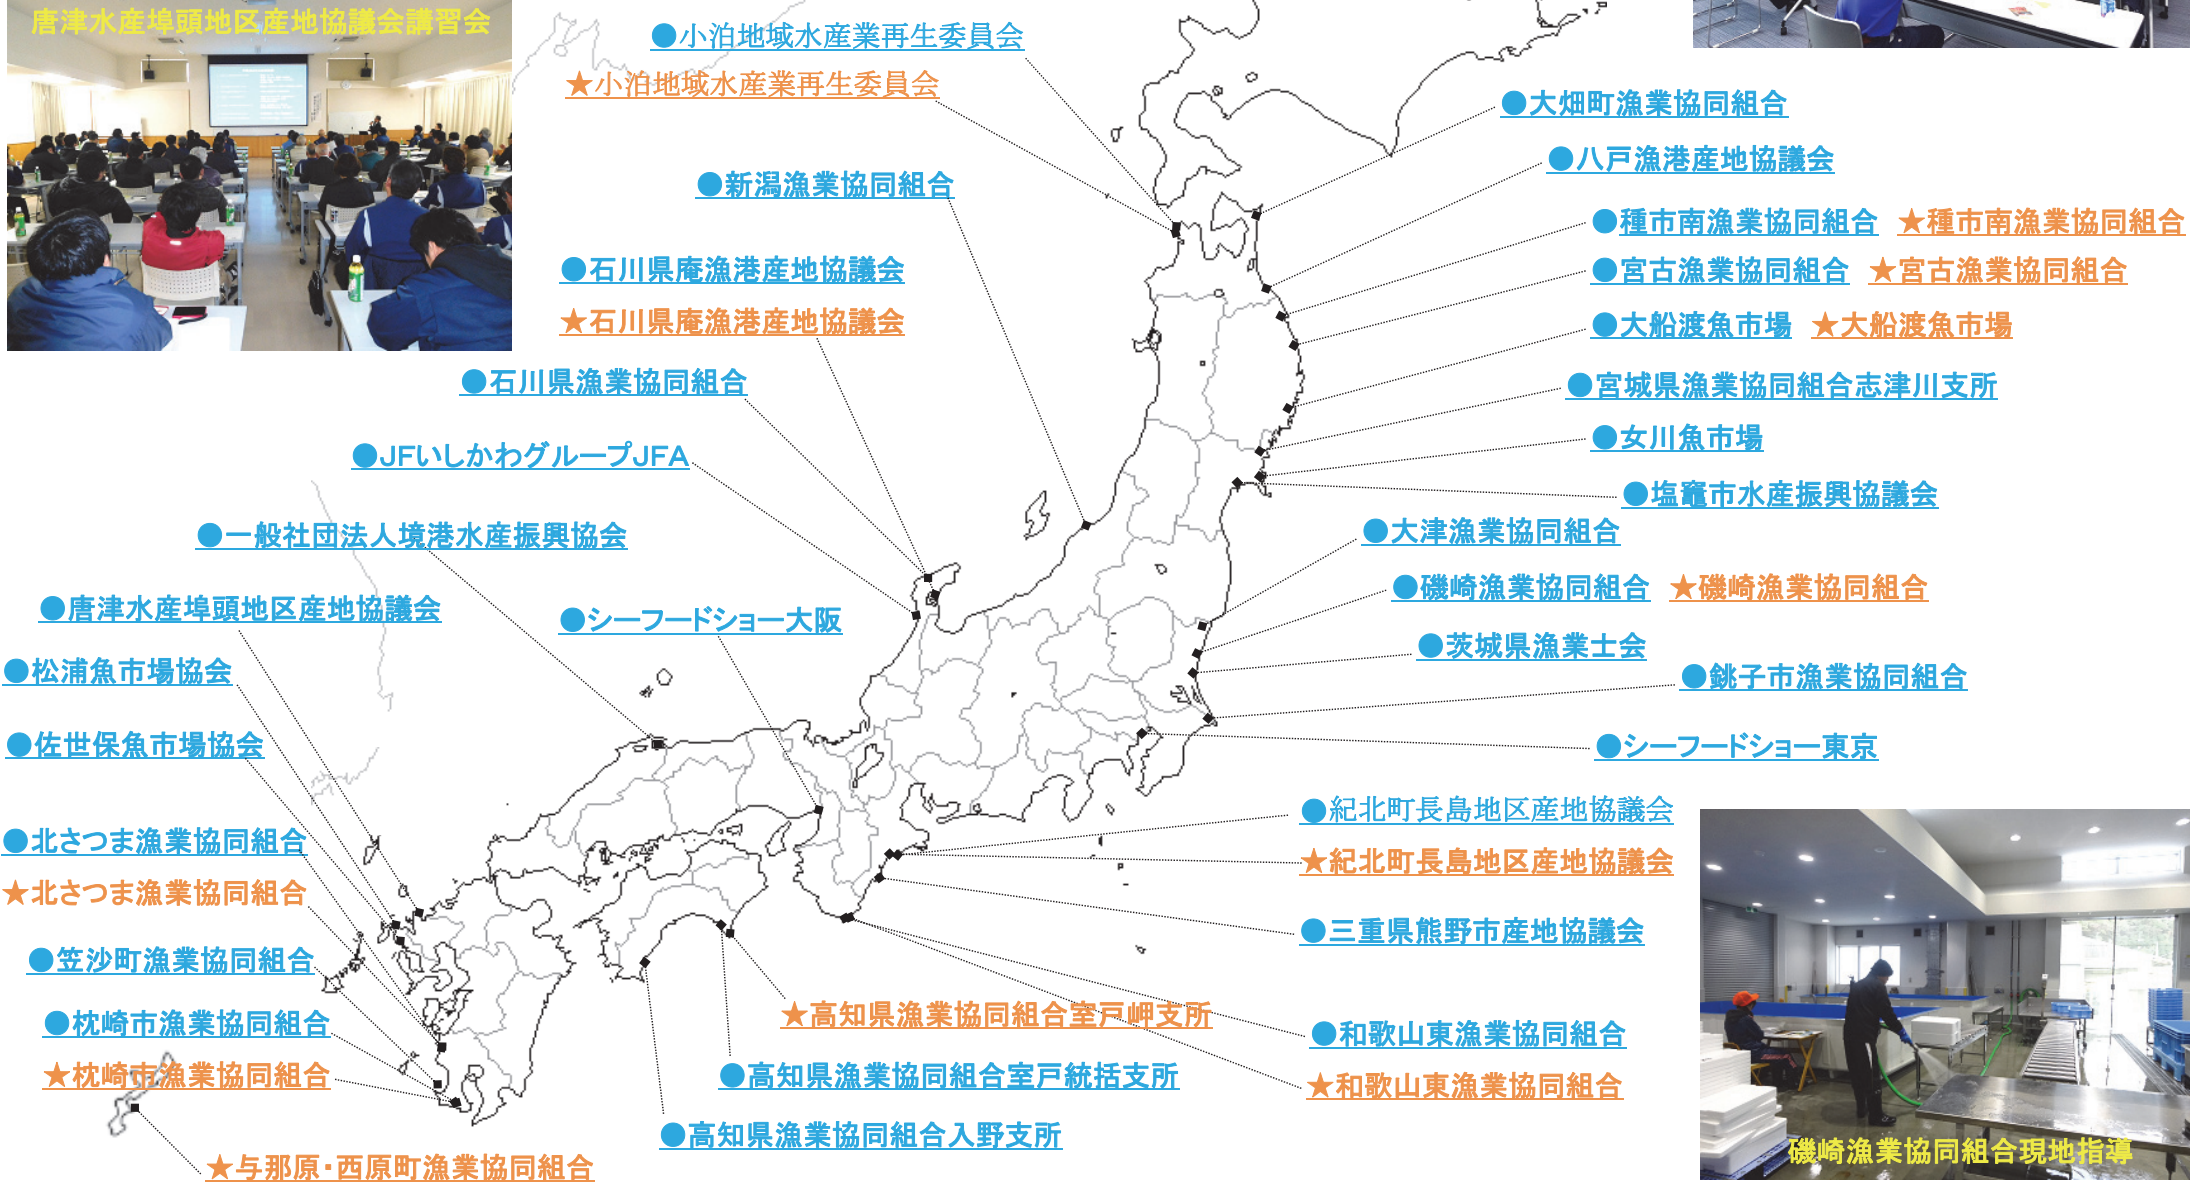 唐津水産埠頭地区産地協議会講習会
●小泊地域水産業再生委員会
★小泊地域水産業再生委員会
●新潟漁業協同組合
●石川県庵漁港産地協議会
★石川県庵漁港産地協議会
●石川県漁業協同組合
●JFいしかわグループJFA
●一般社団法人境港水産振興協会
●唐津水産埠頭地区産地協議会
●シーフードショー大阪
●松浦魚市場協会
●佐世保魚市場協会
●北さつま漁業協同組合
★北さつま漁業協同組合
●笠沙町漁業協同組合
●枕崎市漁業協同組合
★枕崎市漁業協同組合
★与那原・西原町漁業協同組合
●大畑町漁業協同組合
●八戸漁港産地協議会
●種市南漁業協同組合 ★種市南漁業協同組合
●宮古漁業協同組合 ★宮古漁業協同組合
●大船渡魚市場 ★大船渡魚市場
●宮城県漁業協同組合志津川支所
●女川魚市場
●塩竈市水産振興協議会
●大津漁業協同組合
●磯崎漁業協同組合 ★磯崎漁業協同組合
●茨城県漁業士会
●銚子市漁業協同組合
●シーフードショー東京
●紀北町長島地区産地協議会
★紀北町長島地区産地協議会
●三重県熊野市産地協議会
★高知県漁業協同組合室戸岬支所
●和歌山東漁業協同組合
●高知県漁業協同組合室戸統括支所
★和歌山東漁業協同組合
●高知県漁業協同組合入野支所
磯崎漁業協同組合現地指導